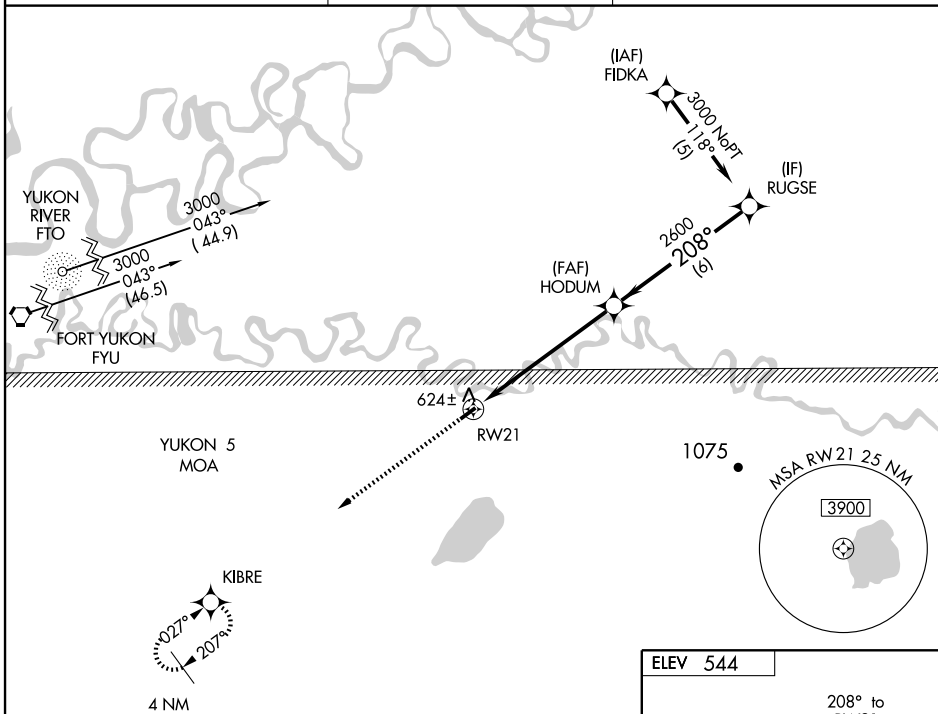 (IAF)
FIDKA
3000 NoPT
118°
(5)
(IF)
RUGSE
YUKON
RIVER
FTO
3000
043°
( 44.9)
3000
043°
(46.5)
2600
208°
(6)
(FAF)
HODUM
FORT YUKON
FYU
624±
RW21
YUKON 5
MOA
1075
MSA RW21 25 NM
3900
KIBRE
027°
207°
4 NM
ELEV 544
208° to